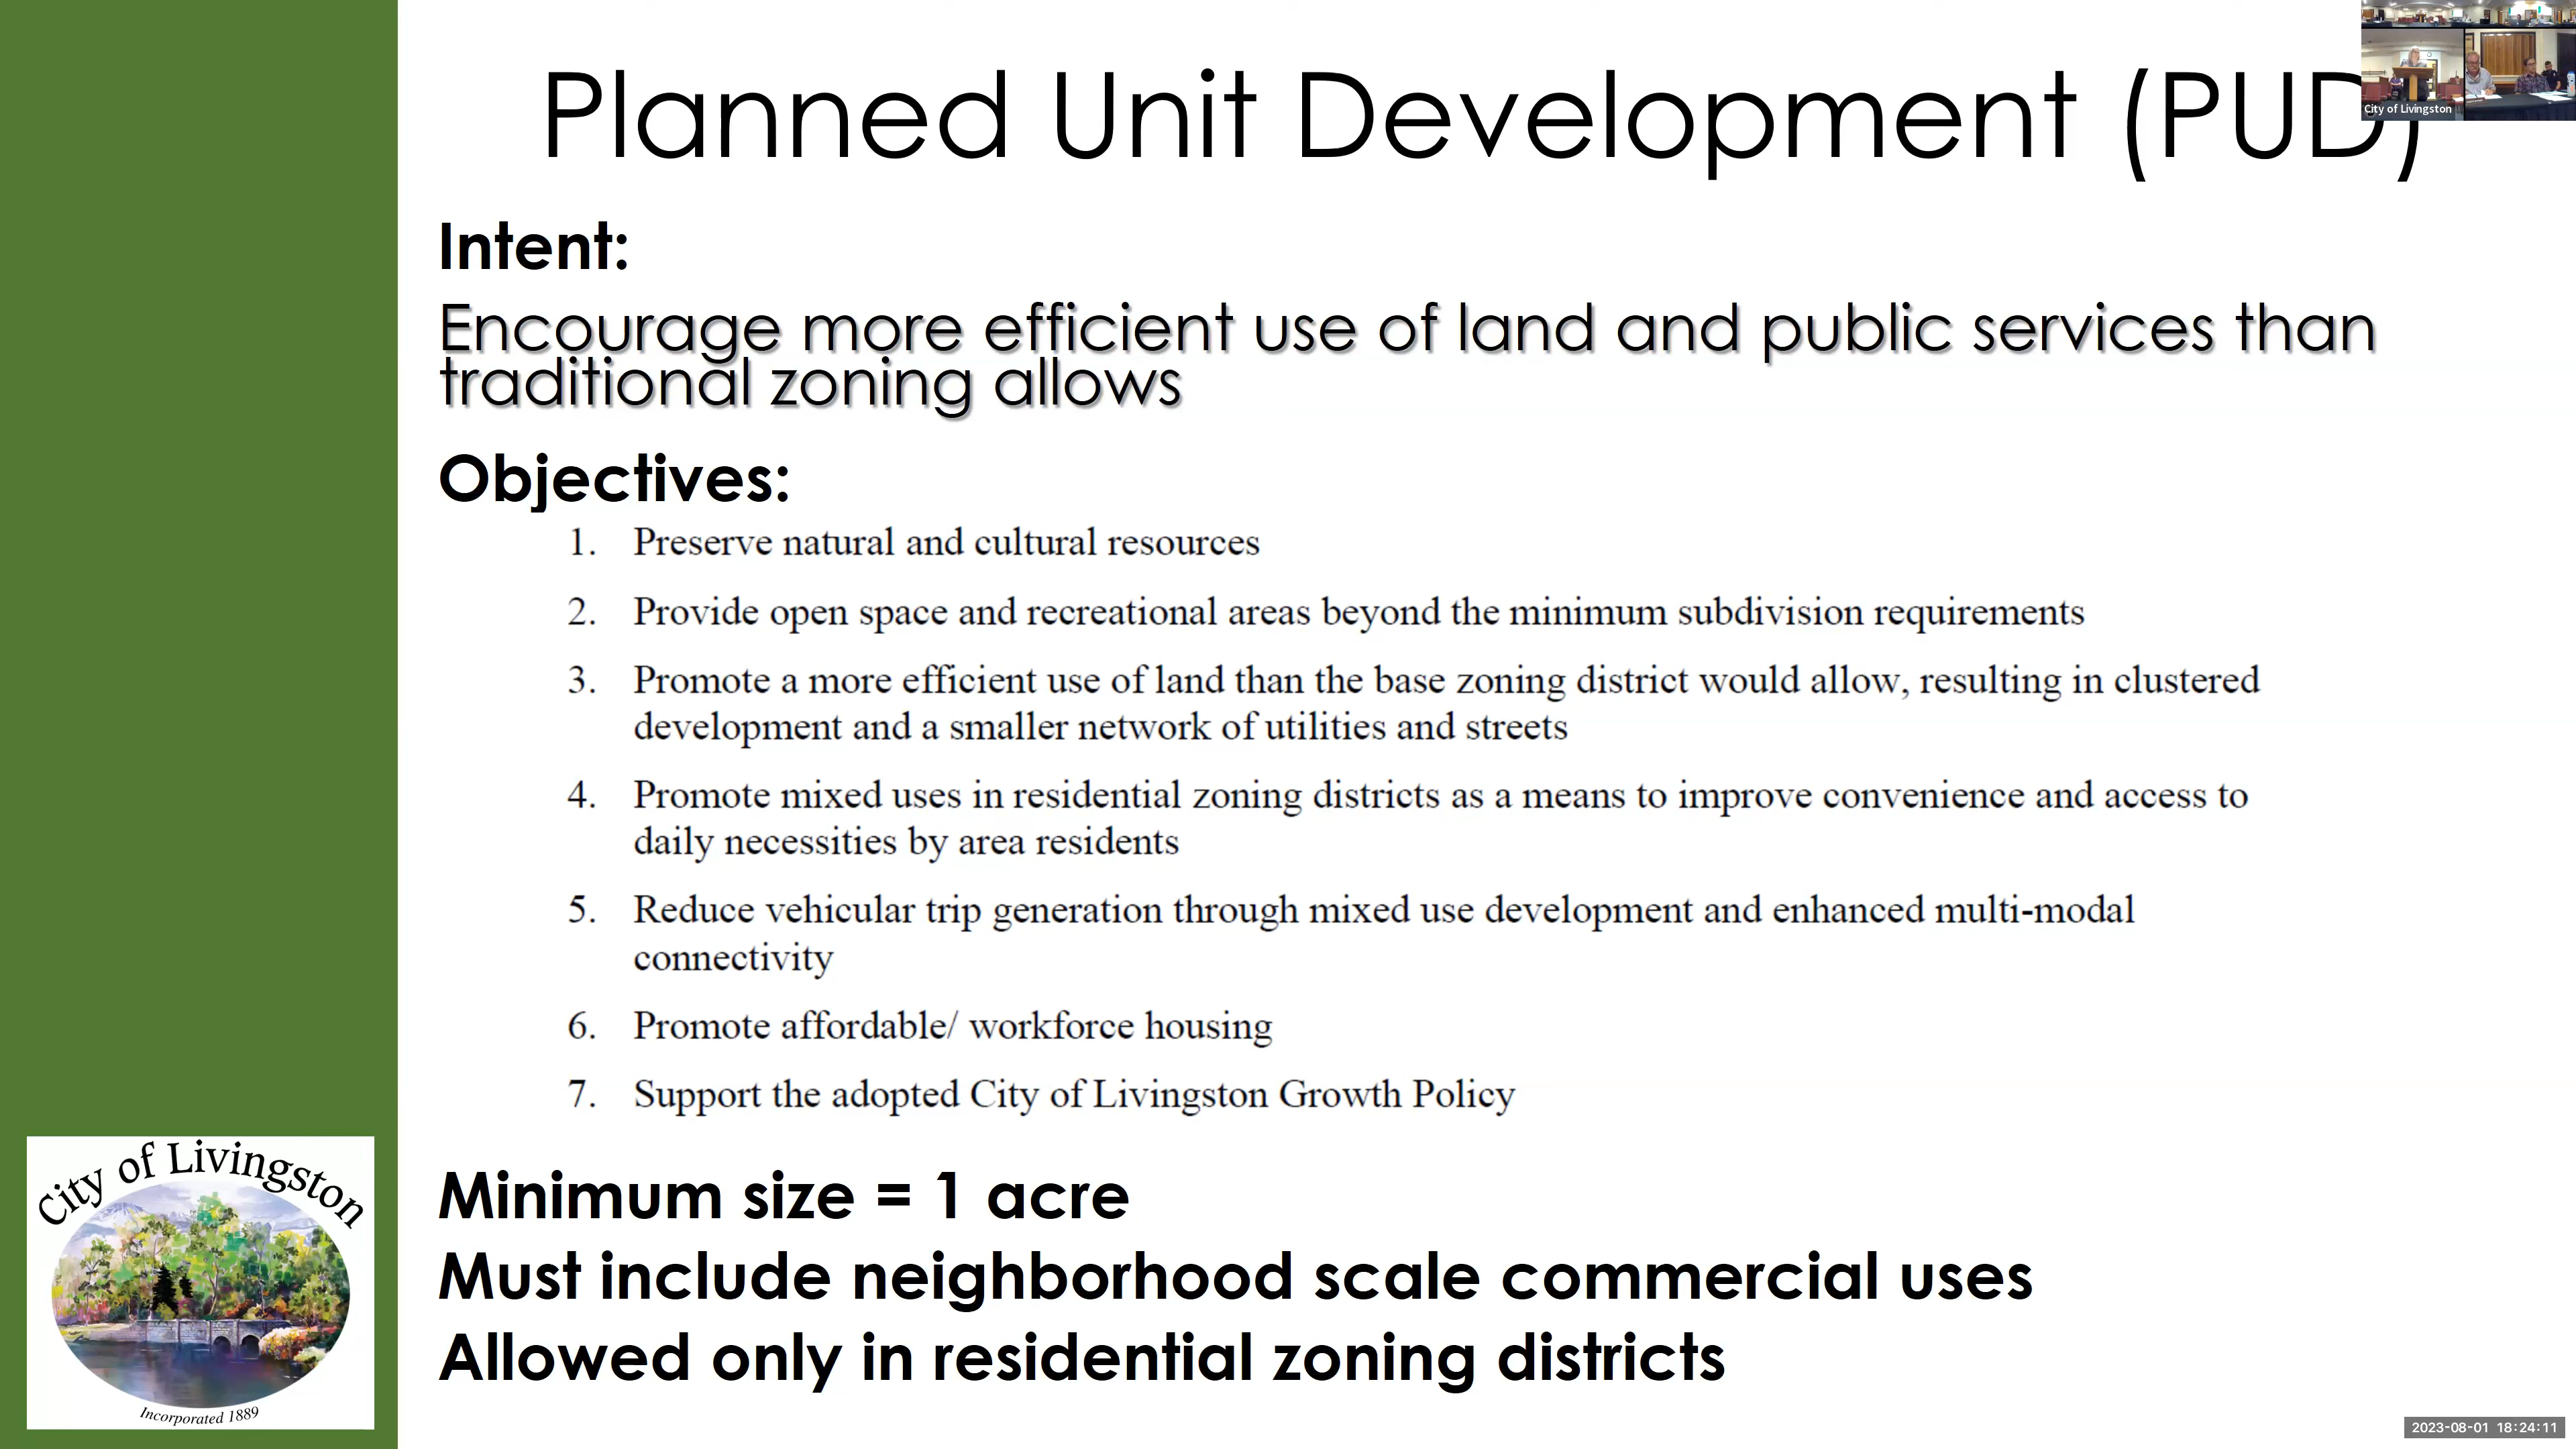 Planned Unit Development (PUD)
City of Livingston
Intent:
Encourage more efficient use of land and public services than
traditional zoning allows
Objectives:
1. Preserve natural and cultural resources
2. Provide open space and recreational areas beyond the minimum subdivision requirements
3. Promote a more efficient use of land than the base zoning district would allow, resulting in clustered
development and a smaller network of utilities and streets
4. Promote mixed uses in residential zoning districts as a means to improve convenience and access to
daily necessities by area residents
5. Reduce vehicular trip generation through mixed use development and enhanced multi-modal
connectivity
6. Promote affordable/ workforce housing
7. Support the adopted City of Livingston Growth Policy
Minimum size = 1 acre
Must include neighborhood scale commercial uses
Allowed only in residential zoning districts
City of Livingston
Incorporated 1889
2023-08-01 18:24:11